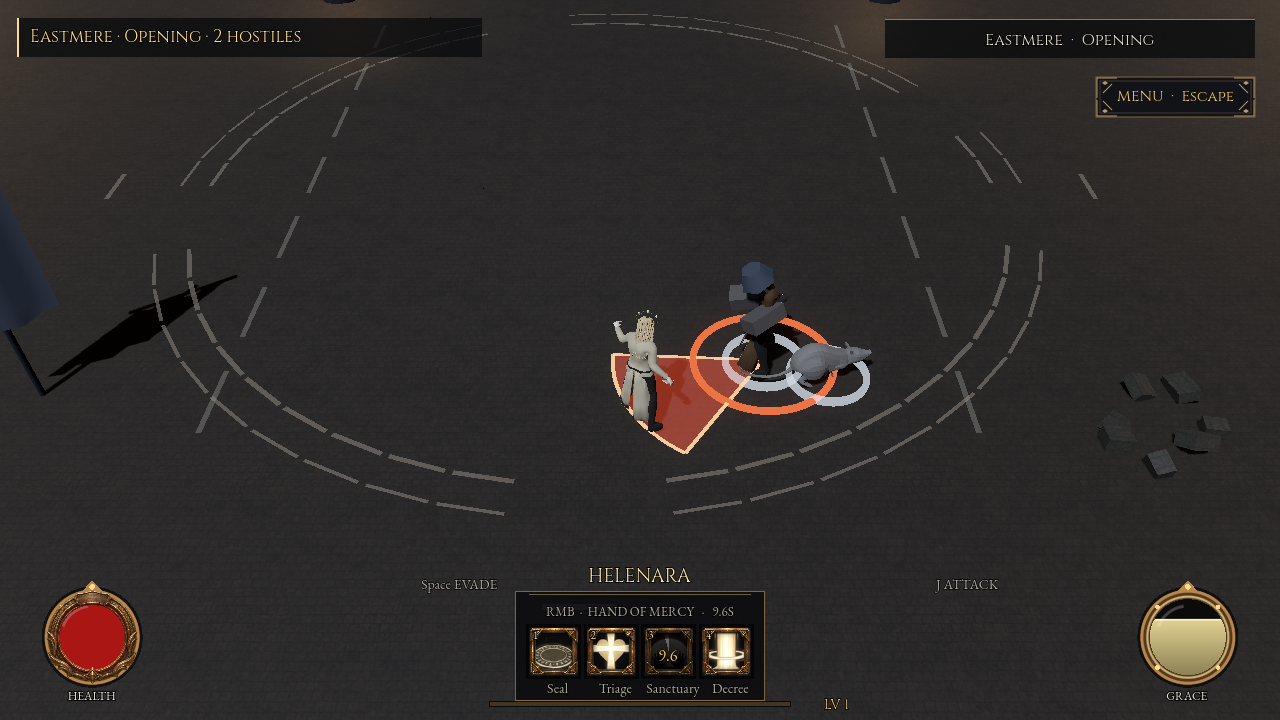 Eastmere · Opening · 2 hostiles
Eastmere · Opening
MENU · Escape
Space EVADE
HELENARA
J ATTACK
RMB · HAND OF MERCY · 9.6S
1
2
3
4
9.6
Seal
Triage
Sanctuary
Decree
HEALTH
GRACE
LV 1